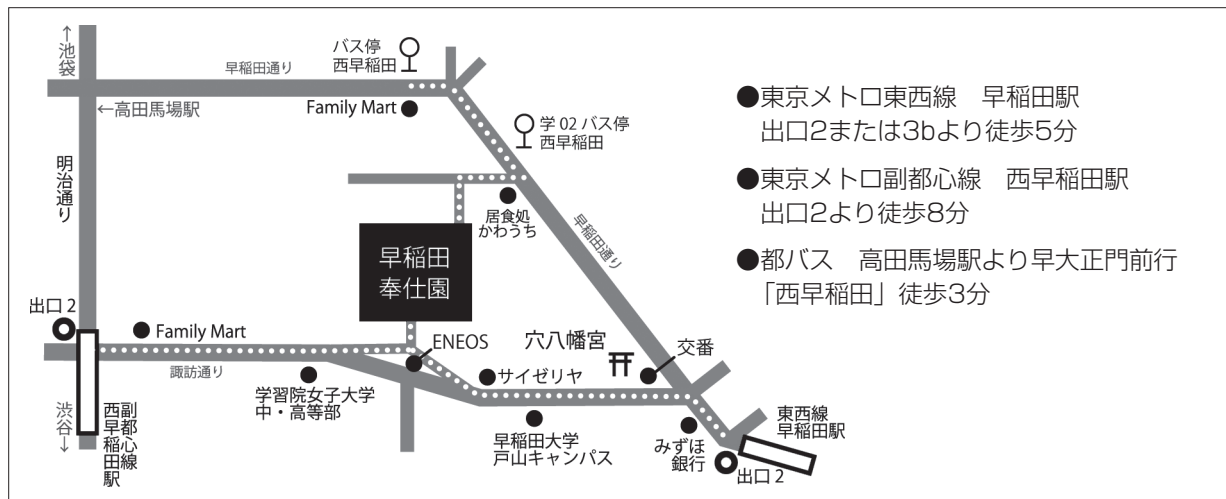 ↑池袋
バス停
西早稲田
早稲田通り
←高田馬場駅
Family Mart
学 02 バス停
西早稲田
明治通り
居食処
かわうち
早稲田通り
早稲田
奉仕園
出口 2
Family Mart
ENEOS
穴八幡宮
交番
諏訪通り
サイゼリヤ
学習院女子大学
中・高等部
渋谷↓
副都心線
西早稲田駅
早稲田大学
戸山キャンパス
みずほ
銀行
東西線
早稲田駅
出口 2
●東京メトロ東西線 早稲田駅
出口2または3bより徒歩5分
●東京メトロ副都心線 西早稲田駅
出口2より徒歩8分
●都バス 高田馬場駅より早大正門前行
「西早稲田」徒歩3分